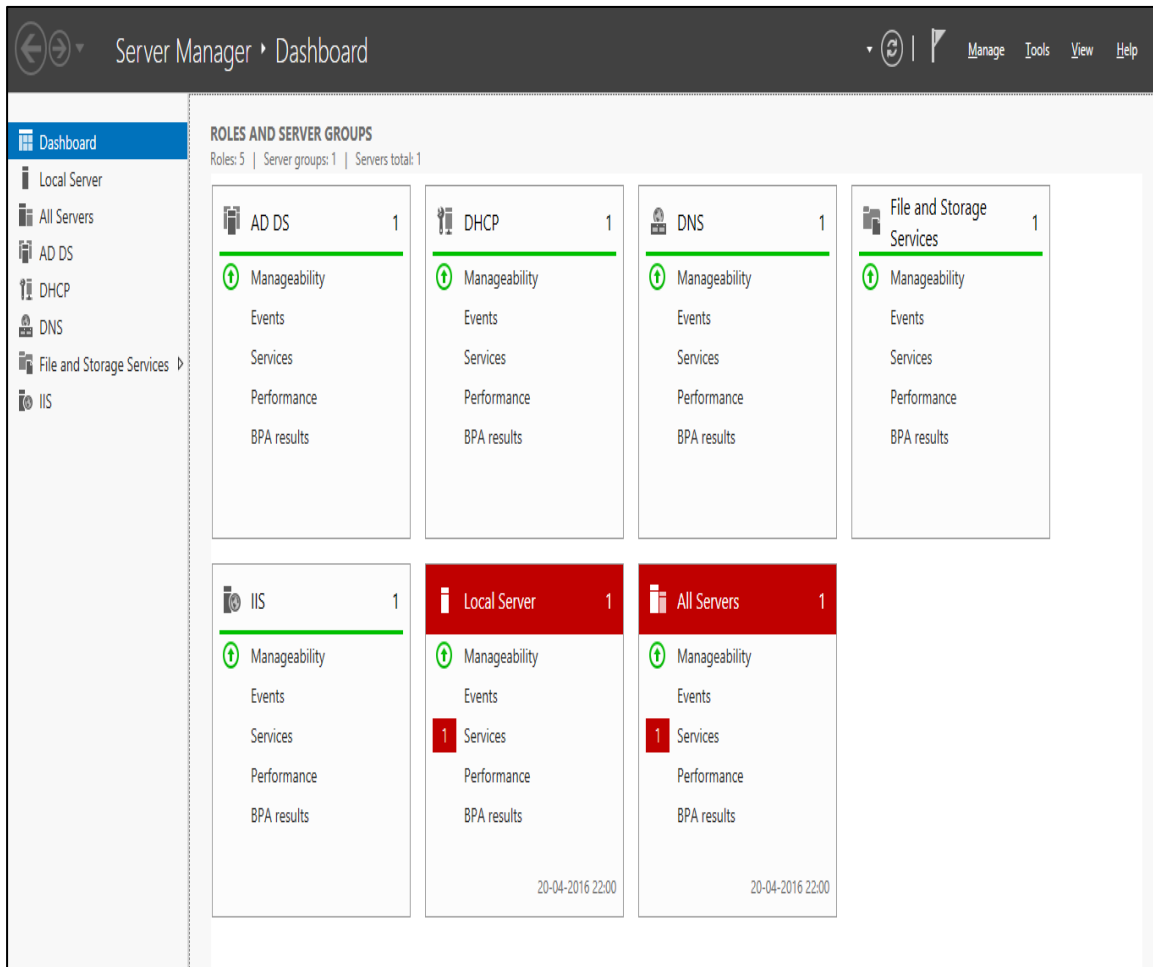 Server Manager ‣ Dashboard
Manage Tools View Help
Dashboard
Local Server
All Servers
AD DS
DHCP
DNS
File and Storage Services
IIS
ROLES AND SERVER GROUPS
Roles: 5 | Server groups: 1 | Servers total: 1
AD DS 1
Manageability
Events
Services
Performance
BPA results
DHCP 1
Manageability
Events
Services
Performance
BPA results
DNS 1
Manageability
Events
Services
Performance
BPA results
File and Storage
Services 1
Manageability
Events
Services
Performance
BPA results
IIS 1
Manageability
Events
Services
Performance
BPA results
Local Server 1
Manageability
Events
1 Services
Performance
BPA results
20-04-2016 22:00
All Servers 1
Manageability
Events
1 Services
Performance
BPA results
20-04-2016 22:00